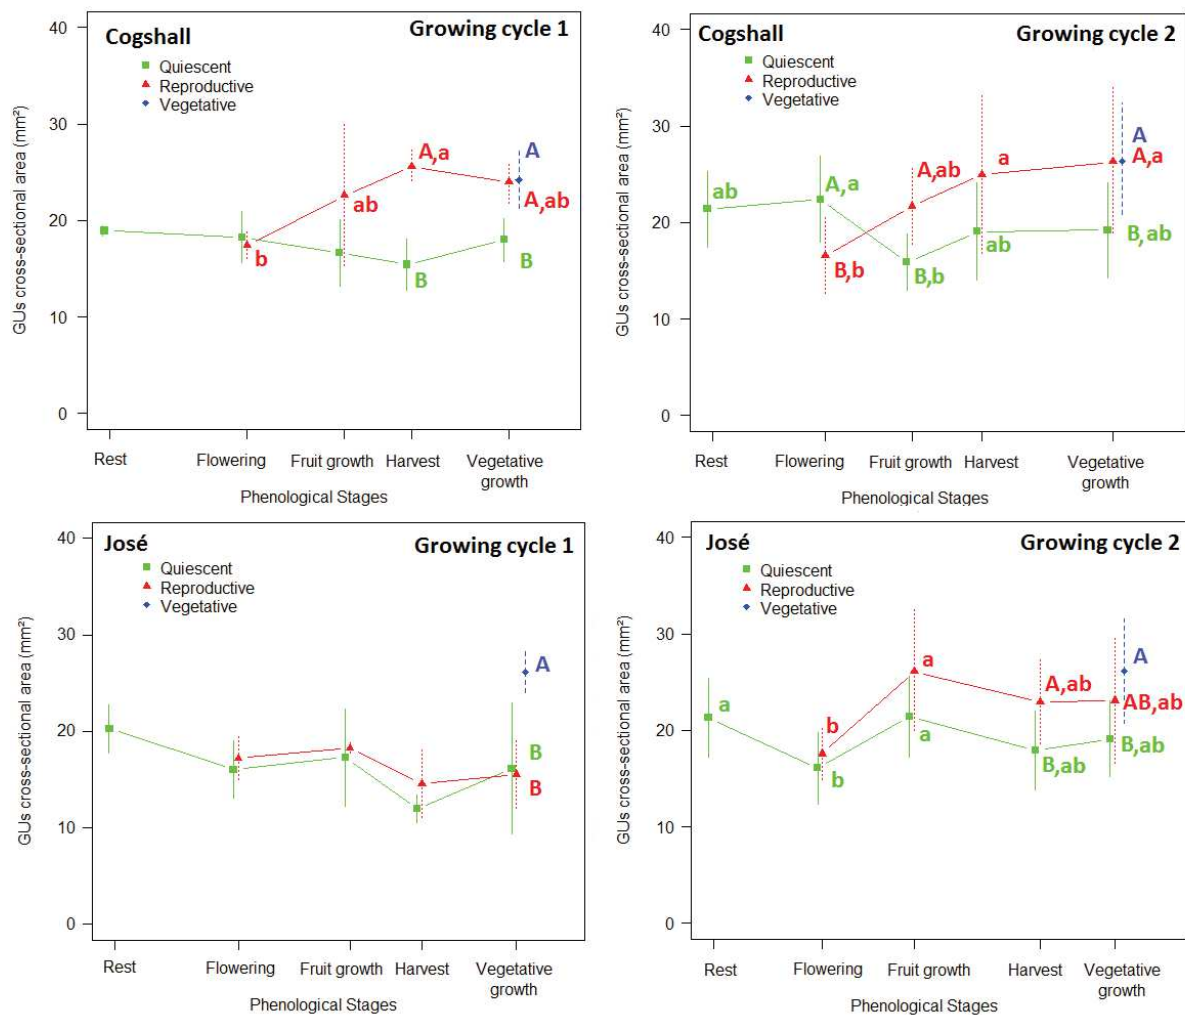 Cogshall
Growing cycle 1
Quiescent
Reproductive
Vegetative
GUs cross-sectional area (mm²)
40
30
20
10
0
b
ab
A,a
A
A,ab
B
B
Rest
Flowering
Fruit growth
Harvest
Vegetative
growth
Phenological Stages
Cogshall
Growing cycle 2
Quiescent
Reproductive
Vegetative
GUs cross-sectional area (mm²)
40
30
20
10
0
ab
A,a
B,b
A,ab
B,b
a
ab
A
A,a
B,ab
Rest
Flowering
Fruit growth
Harvest
Vegetative
growth
Phenological Stages
José
Growing cycle 1
Quiescent
Reproductive
Vegetative
GUs cross-sectional area (mm²)
40
30
20
10
0
A
B
B
Rest
Flowering
Fruit growth
Harvest
Vegetative
growth
Phenological Stages
José
Growing cycle 2
Quiescent
Reproductive
Vegetative
GUs cross-sectional area (mm²)
40
30
20
10
0
a
b
b
a
a
A,ab
B,ab
A
AB,ab
B,ab
Rest
Flowering
Fruit growth
Harvest
Vegetative
growth
Phenological Stages